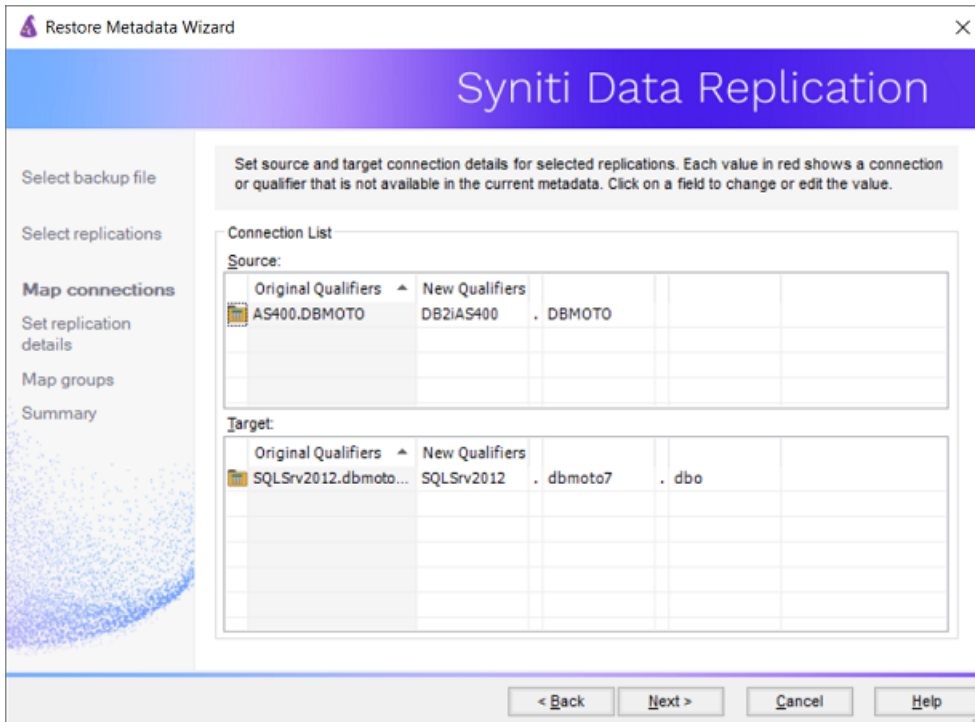 Restore Metadata Wizard
Syniti Data Replication
Select backup file
Select replications
Map connections
Set replication
details
Map groups
Summary
Set source and target connection details for selected replications. Each value in red shows a connection
or qualifier that is not available in the current metadata. Click on a field to change or edit the value.
Connection List
Source:
Original Qualifiers New Qualifiers
AS400.DBMOTO DB2iAS400 . DBMOTO
Target:
Original Qualifiers New Qualifiers
SQLSrv2012.dbmoto... SQLSrv2012 . dbmoto7 . dbo
< Back Next > Cancel Help